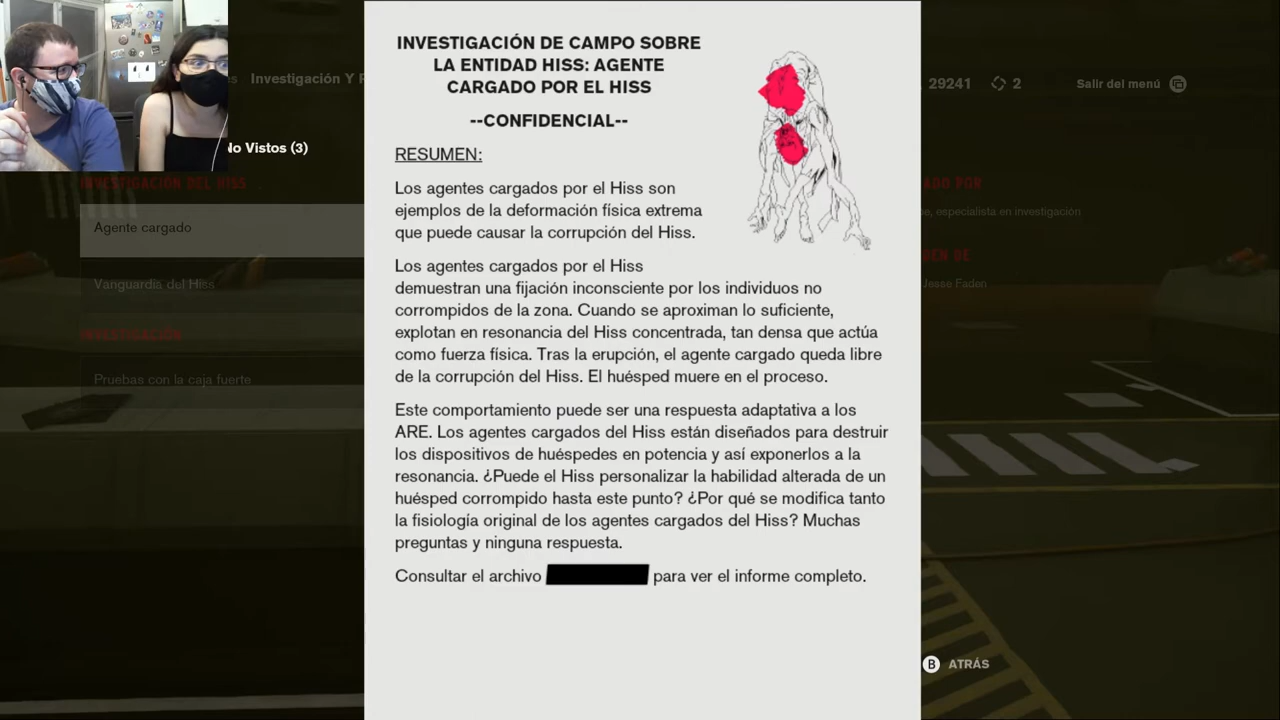 Investigación Y
29241
2
Salir del menú
No Vistos (3)
INVESTIGACIÓN DEL HISS
Agente cargado
Vanguardia del Hiss
INVESTIGACIÓN
Pruebas con la caja fuerte
INVESTIGACIÓN DE CAMPO SOBRE
LA ENTIDAD HISS: AGENTE
CARGADO POR EL HISS
--CONFIDENCIAL--
RESUMEN:
Los agentes cargados por el Hiss son
ejemplos de la deformación física extrema
que puede causar la corrupción del Hiss.
Los agentes cargados por el Hiss
demuestran una fijación inconsciente por los individuos no
corrompidos de la zona. Cuando se aproximan lo suficiente,
explotan en resonancia del Hiss concentrada, tan densa que actúa
como fuerza física. Tras la erupción, el agente cargado queda libre
de la corrupción del Hiss. El huésped muere en el proceso.
Este comportamiento puede ser una respuesta adaptativa a los
ARE. Los agentes cargados del Hiss están diseñados para destruir
los dispositivos de huéspedes en potencia y así exponerlos a la
resonancia. ¿Puede el Hiss personalizar la habilidad alterada de un
huésped corrompido hasta este punto? ¿Por qué se modifica tanto
la fisiología original de los agentes cargados del Hiss? Muchas
preguntas y ninguna respuesta.
Consultar el archivo para ver el informe completo.
especialista en investigación
Jesse Faden
B ATRÁS